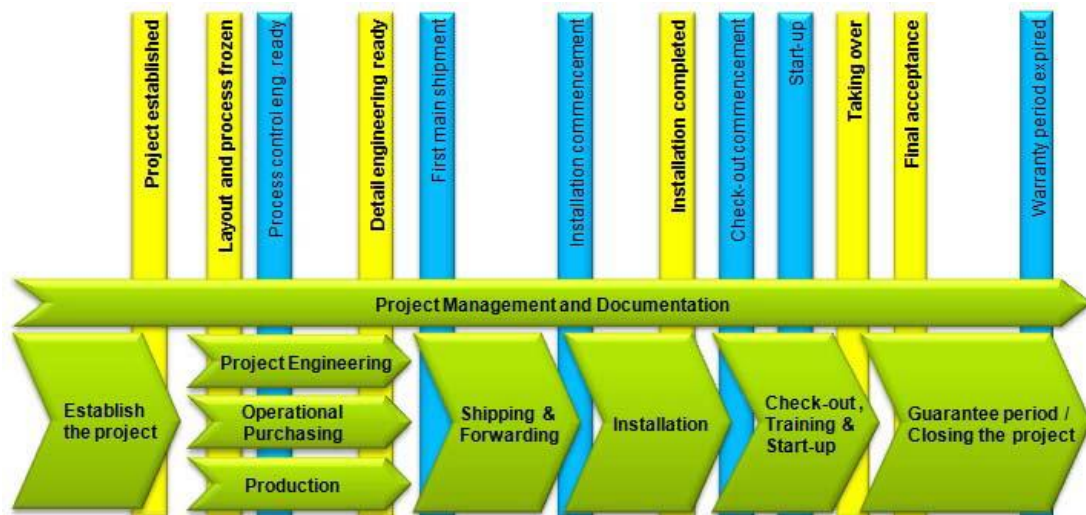 Project established
Layout and process frozen
Process control eng. ready
Detail engineering ready
First main shipment
Installation commencement
Installation completed
Check-out commencement
Start-up
Taking over
Final acceptance
Warranty period expired
Project Management and Documentation
Establish
the project
Project Engineering
Operational
Purchasing
Production
Shipping &
Forwarding
Installation
Check-out ,
Training &
Start-up
Guarantee period /
Closing the project